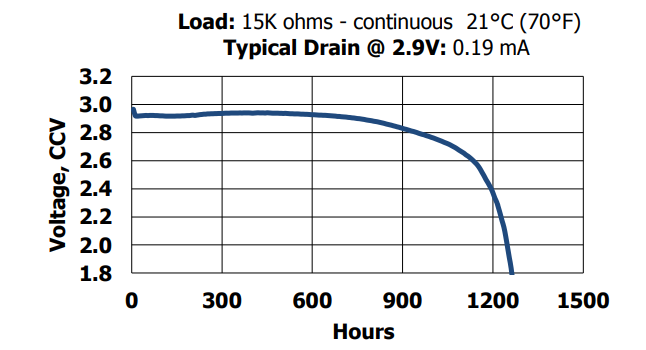 Load: 15K ohms - continuous 21°C (70°F)
Typical Drain @ 2.9V: 0.19 mA
Voltage, CCV
3.2
3.0
2.8
2.6
2.4
2.2
2.0
1.8
0 300 600 900 1200 1500
Hours